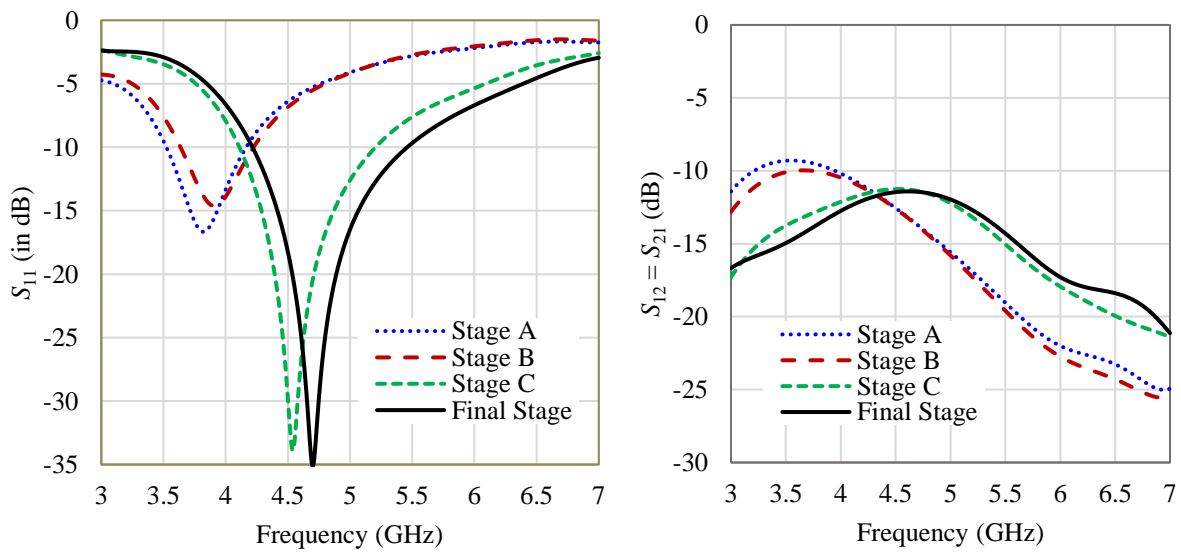 0
-5
-10
-15
-20
-25
-30
-35
S11 (in dB)
3 3.5 4 4.5 5 5.5 6 6.5 7
Frequency (GHz)
Stage A
Stage B
Stage C
Final Stage
0
-5
-10
-15
-20
-25
-30
S12 = S21 (dB)
3 3.5 4 4.5 5 5.5 6 6.5 7
Frequency (GHz)
Stage A
Stage B
Stage C
Final Stage